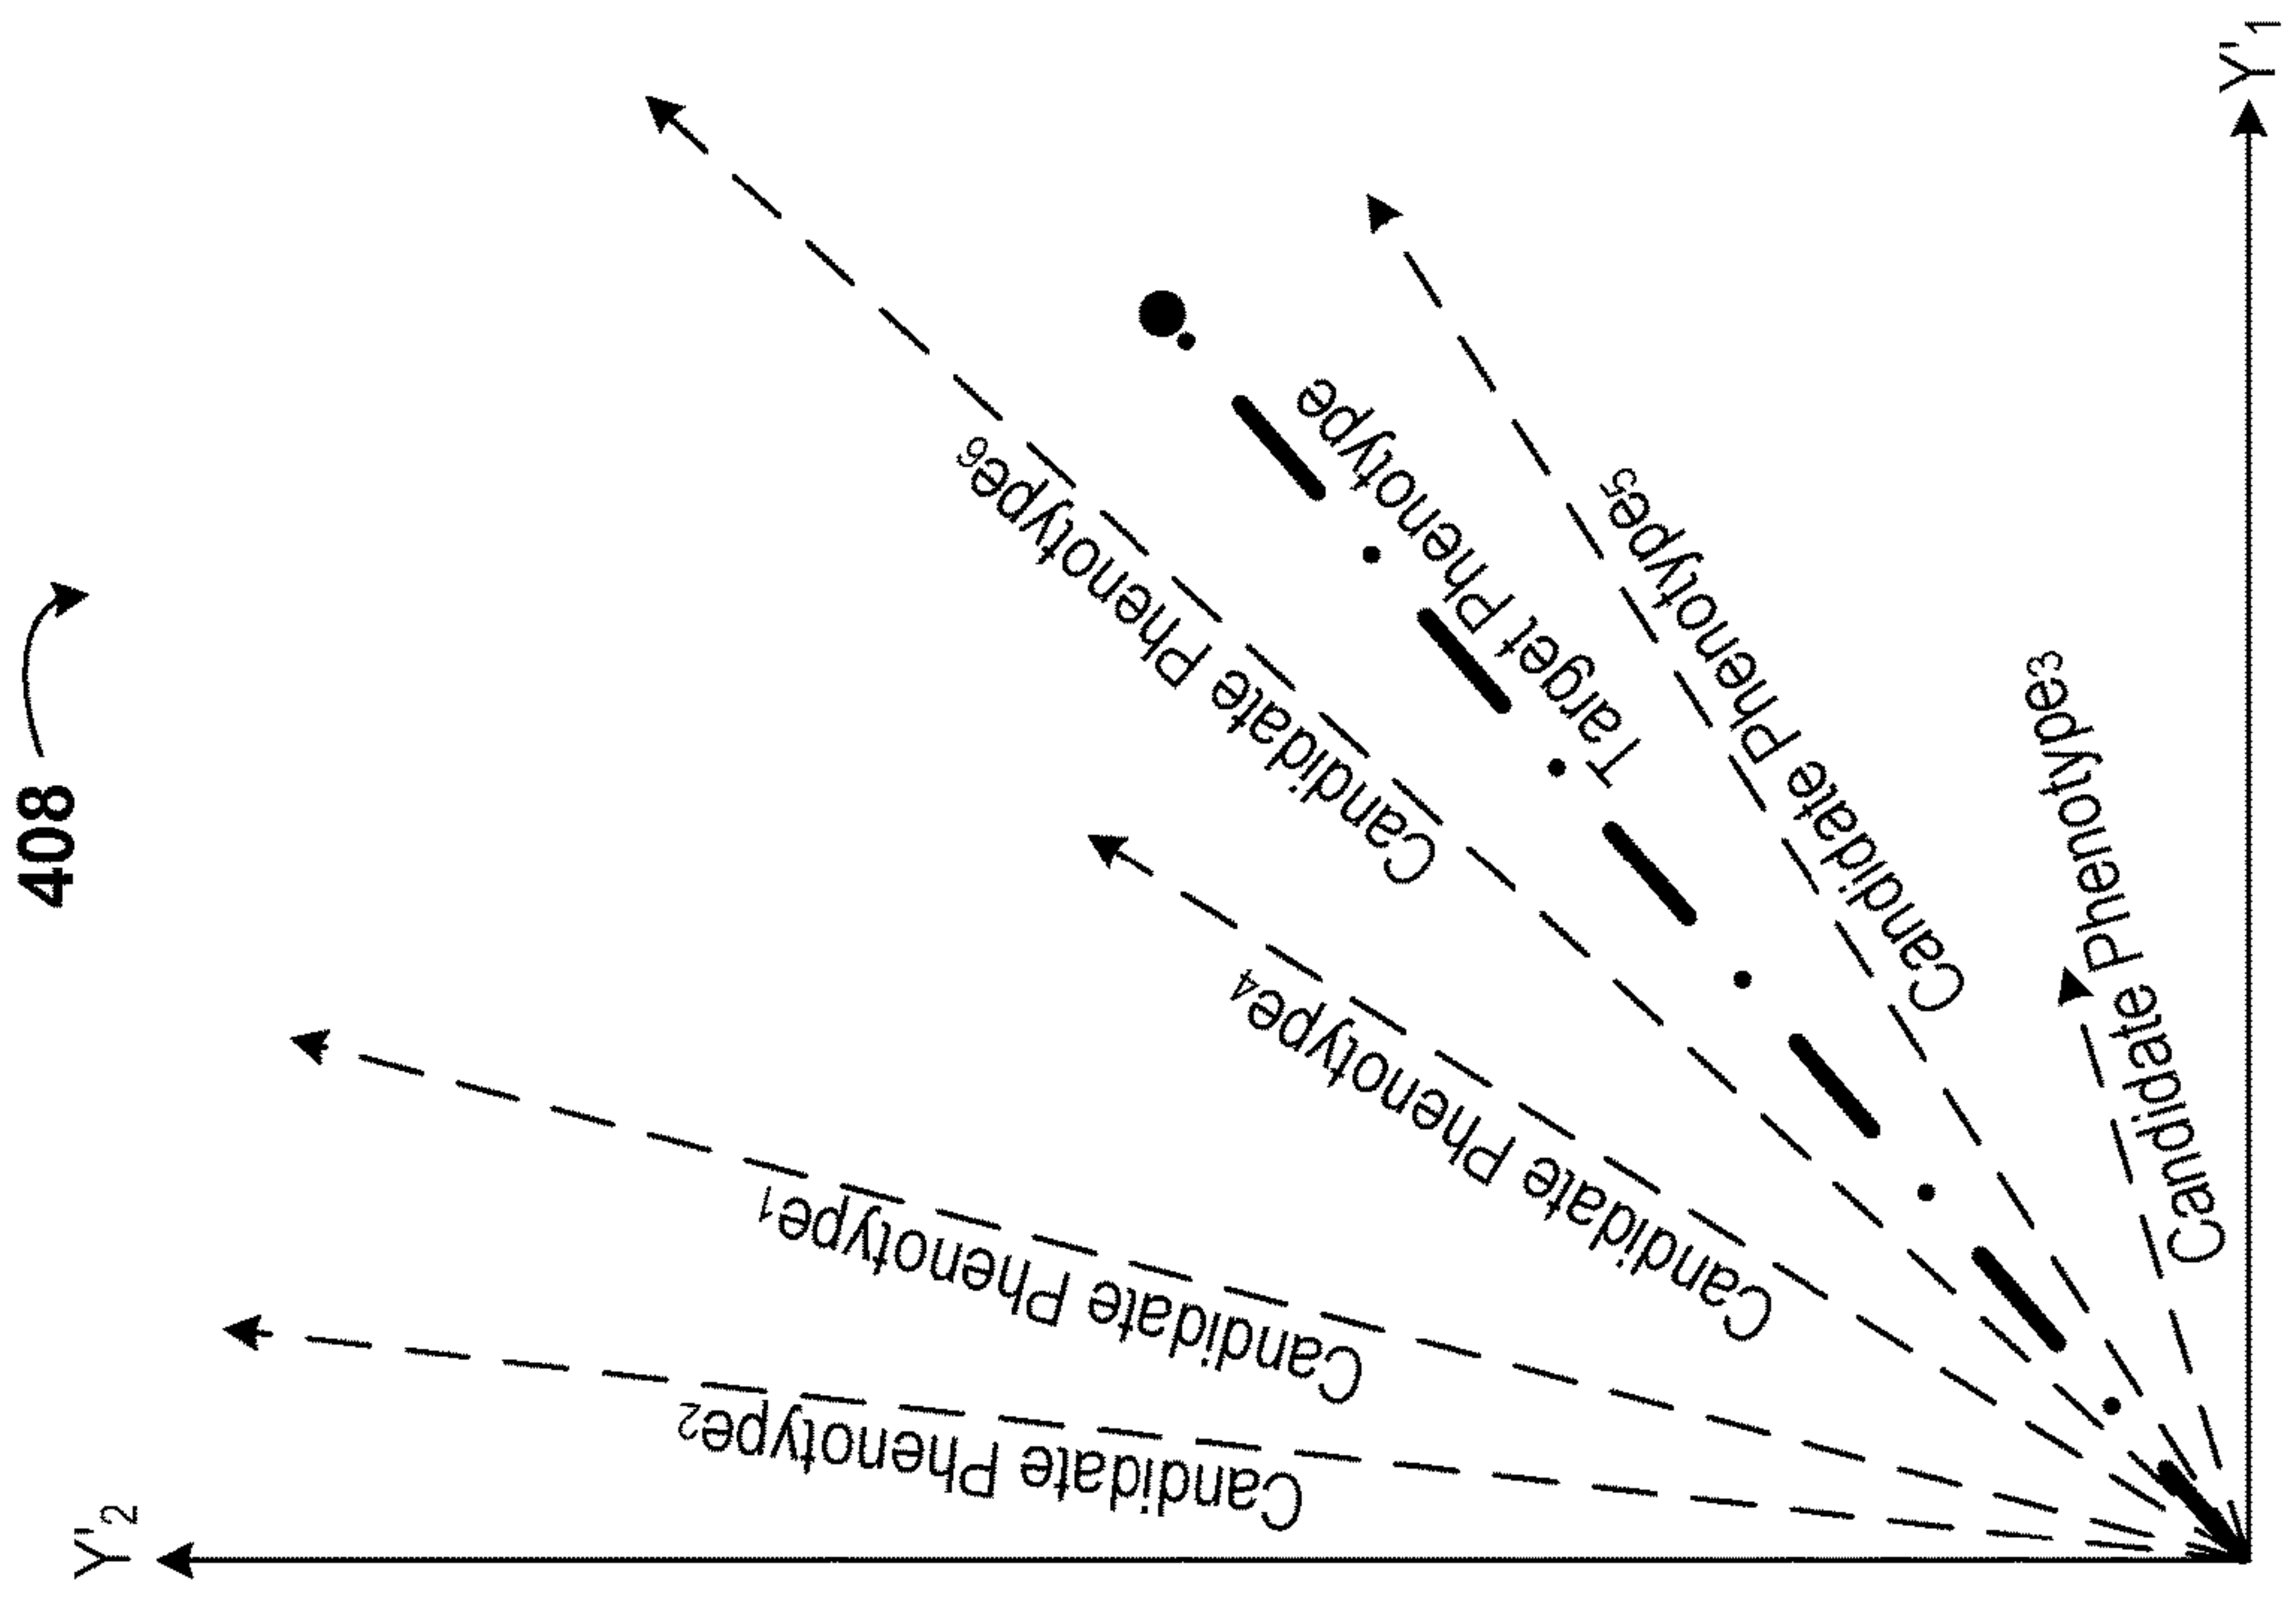 408
Y'₂
Candidate Phenotype₂
Candidate Phenotype₁
Candidate Phenotype₄
Candidate Phenotype₆
Target Phenotype
Candidate Phenotype₅
Candidate Phenotype₃
Y'₁